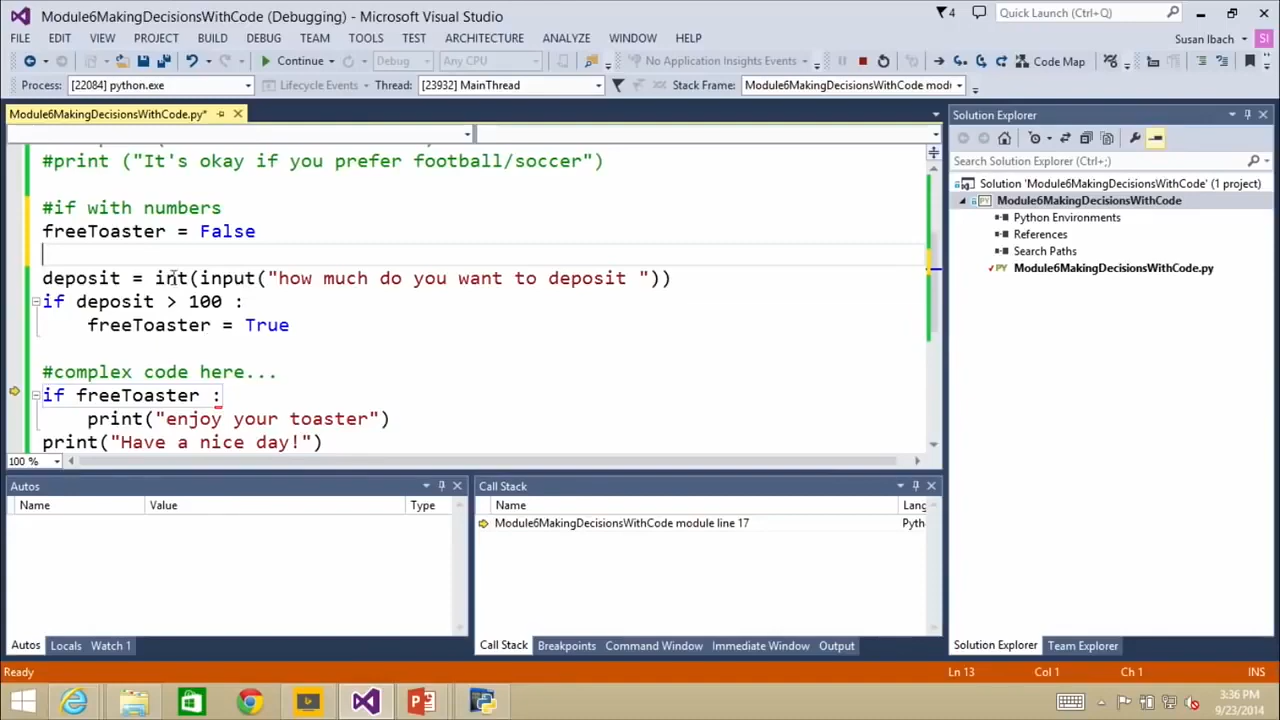 Module6MakingDecisionsWithCode (Debugging) - Microsoft Visual Studio
4
Quick Launch (Ctrl+Q)
FILE EDIT VIEW PROJECT BUILD DEBUG TEAM TOOLS TEST ARCHITECTURE ANALYZE WINDOW HELP
Susan Ibach SI
Continue Debug Any CPU No Application Insights Events Code Map
Process: [22084] python.exe Lifecycle Events Thread: [23932] MainThread Stack Frame: Module6MakingDecisionsWithCode modu
Module6MakingDecisionsWithCode.py*
#print ("It's okay if you prefer football/soccer")
#if with numbers
freeToaster = False
deposit = int(input("how much do you want to deposit "))
if deposit > 100 :
freeToaster = True
#complex code here...
if freeToaster :
print("enjoy your toaster")
print("Have a nice day!")
100 %
Solution Explorer
Search Solution Explorer (Ctrl+;)
Solution 'Module6MakingDecisionsWithCode' (1 project)
PY Module6MakingDecisionsWithCode
Python Environments
References
Search Paths
PY Module6MakingDecisionsWithCode.py
Autos
Name Value Type
Call Stack
Name Lang
Module6MakingDecisionsWithCode module line 17 Pytho
Autos Locals Watch 1
Call Stack Breakpoints Command Window Immediate Window Output
Solution Explorer Team Explorer
Ready Ln 13 Col 1 Ch 1 INS
3:36 PM
9/23/2014